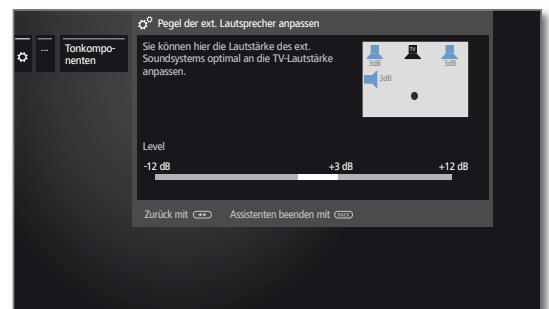 Pegel der ext. Lautsprecher anpassen
...
Tonkompo-
nenten
Sie können hier die Lautstärke des ext.
Soundsystems optimal an die TV-Lautstärke
anpassen.
TV
3dB
3dB
3dB
Level
-12 dB +3 dB +12 dB
Zurück mit Assistenten beenden mit BACK